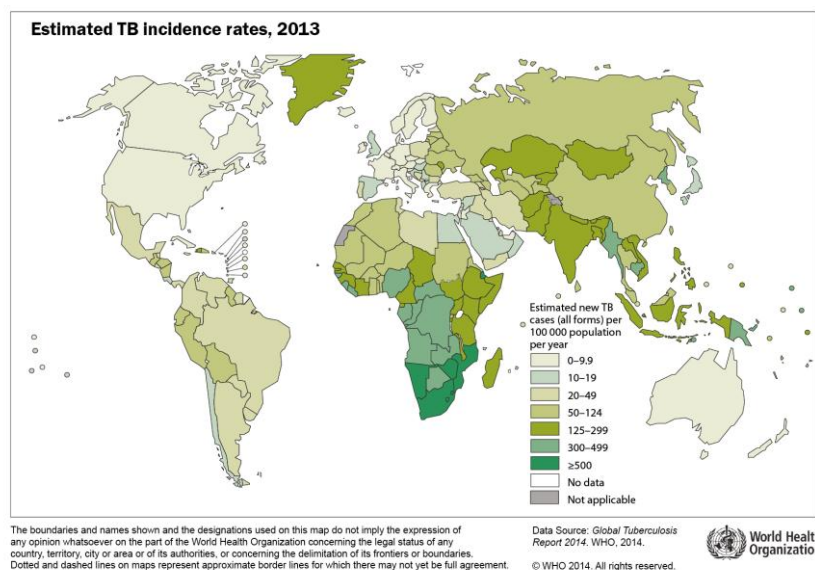 Estimated TB incidence rates, 2013
Estimated new TB
cases (all forms) per
100 000 population
per year
0–9.9
10–19
20–49
50–124
125–299
300–499
≥500
No data
Not applicable
The boundaries and names shown and the designations used on this map do not imply the expression of
any opinion whatsoever on the part of the World Health Organization concerning the legal status of any
country, territory, city or area or of its authorities, or concerning the delimitation of its frontiers or boundaries.
Dotted and dashed lines on maps represent approximate border lines for which there may not yet be full agreement.
Data Source: Global Tuberculosis
Report 2014. WHO, 2014.
© WHO 2014. All rights reserved.
World Healt
Organizatio